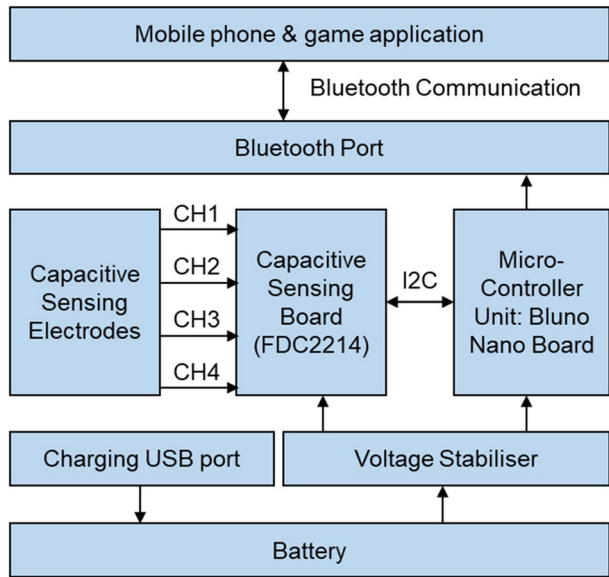 Mobile phone & game application
Bluetooth Communication
Bluetooth Port
CH1
CH2
CH3
CH4
Capacitive
Sensing
Electrodes
Capacitive
Sensing
Board
(FDC2214)
I2C
Micro-
Controller
Unit: Bluno
Nano Board
Charging USB port
Voltage Stabiliser
Battery